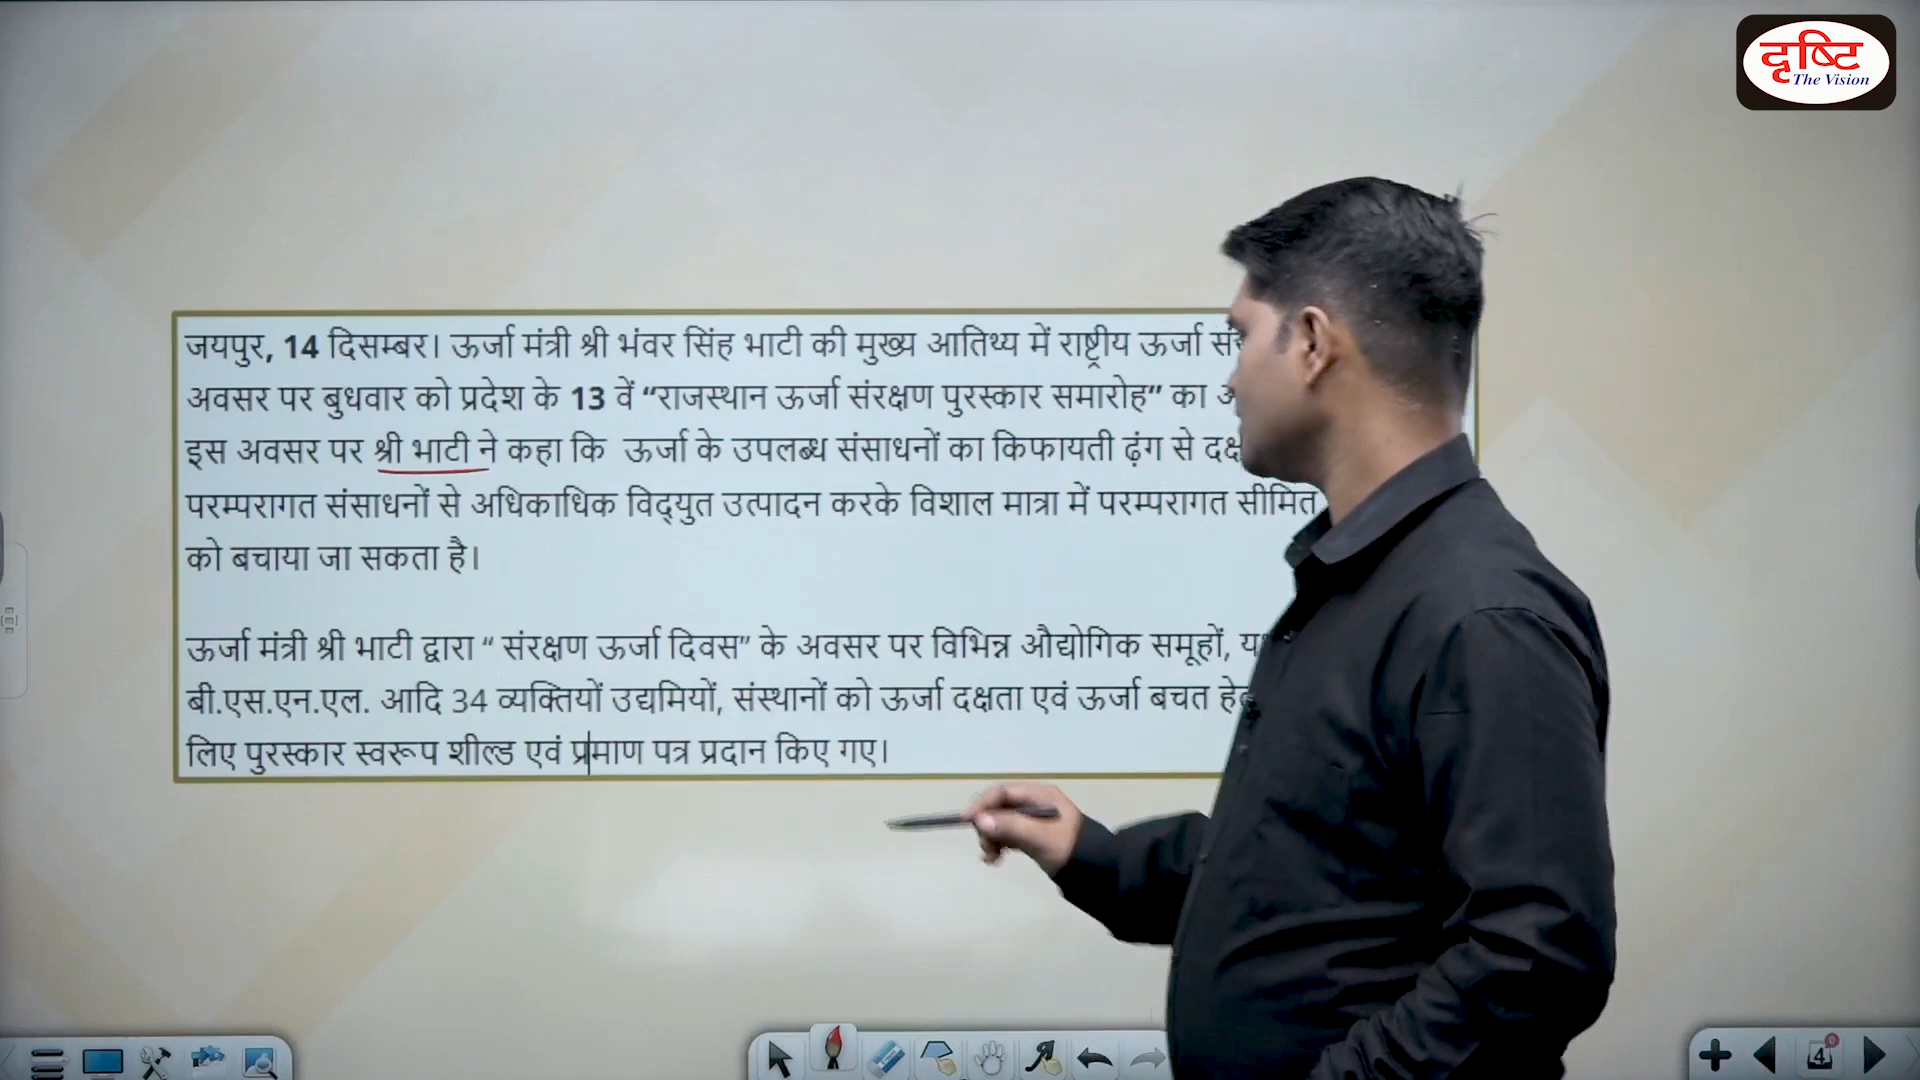 दृष्टि
The Vision
जयपुर, 14 दिसम्बर। ऊर्जा मंत्री श्री भंवर सिंह भाटी की मुख्य आतिथ्य में राष्ट्रीय ऊर्जा
अवसर पर बुधवार को प्रदेश के 13 वें “राजस्थान ऊर्जा संरक्षण पुरस्कार समारोह” का
इस अवसर पर श्री भाटी ने कहा कि ऊर्जा के उपलब्ध संसाधनों का किफायती ढ़ंग से
परम्परागत संसाधनों से अधिकाधिक विद्युत उत्पादन करके विशाल मात्रा में परम्परागत सीमित
को बचाया जा सकता है।
ऊर्जा मंत्री श्री भाटी द्वारा “ संरक्षण ऊर्जा दिवस” के अवसर पर विभिन्न औद्योगिक समूहों,
बी.एस.एन.एल. आदि 34 व्यक्तियों उद्यमियों, संस्थानों को ऊर्जा दक्षता एवं ऊर्जा बचत
लिए पुरस्कार स्वरूप शील्ड एवं प्रमाण पत्र प्रदान किए गए।
4
0